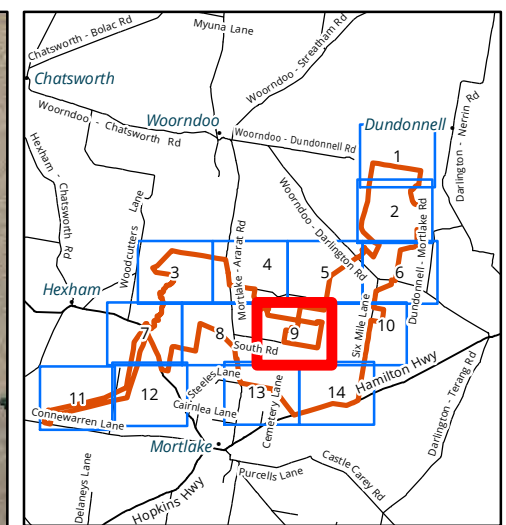 Myuna Lane
Chatsworth - Bolac Rd
Woorndoo - Streatham Rd
Chatsworth
Darlington - Nerrin Rd
Woorndoo - Chatsworth Rd
Woorndoo
Dundonnell
Woorndoo - Dundonnell Rd
Hexham - Chatsworth Rd
1
Woodcutters Lane
Woorndoo - Darlington Rd
2
Dundonnell - Mortlake Rd
Mortlake - Ararat Rd
3
4
5
6
Hexham
Six Mile Lane
7
8
9
10
South Rd
Hamilton Hwy
Steeles Lane
11
12
13
14
Cairnlea Lane
Cemetery Lane
Connewarren Lane
Darlington - Terang Rd
Mortlake
Delaneys Lane
Purcells Lane
Castle Carey Rd
Hopkins Hwy